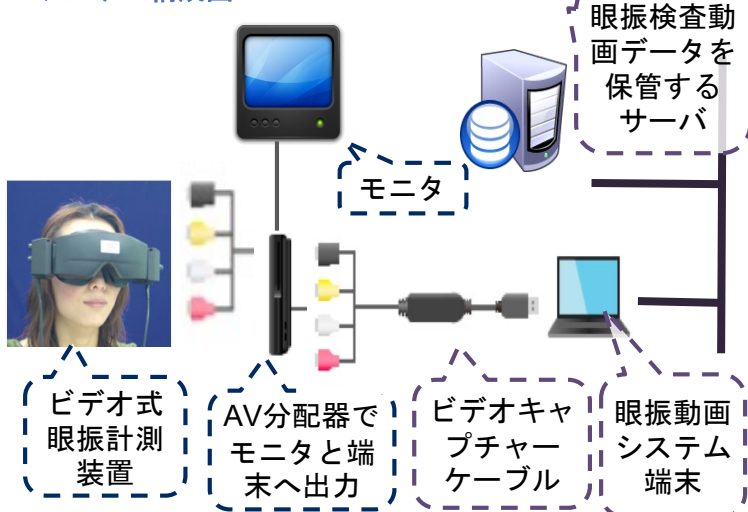 構成図
眼振検査動
画データを
保管する
サーバ
モニタ
ビデオ式
眼振計測
装置
AV分配器で
モニタと端
末へ出力
ビデオキャ
プチャー
ケーブル
眼振動画
システム
端末